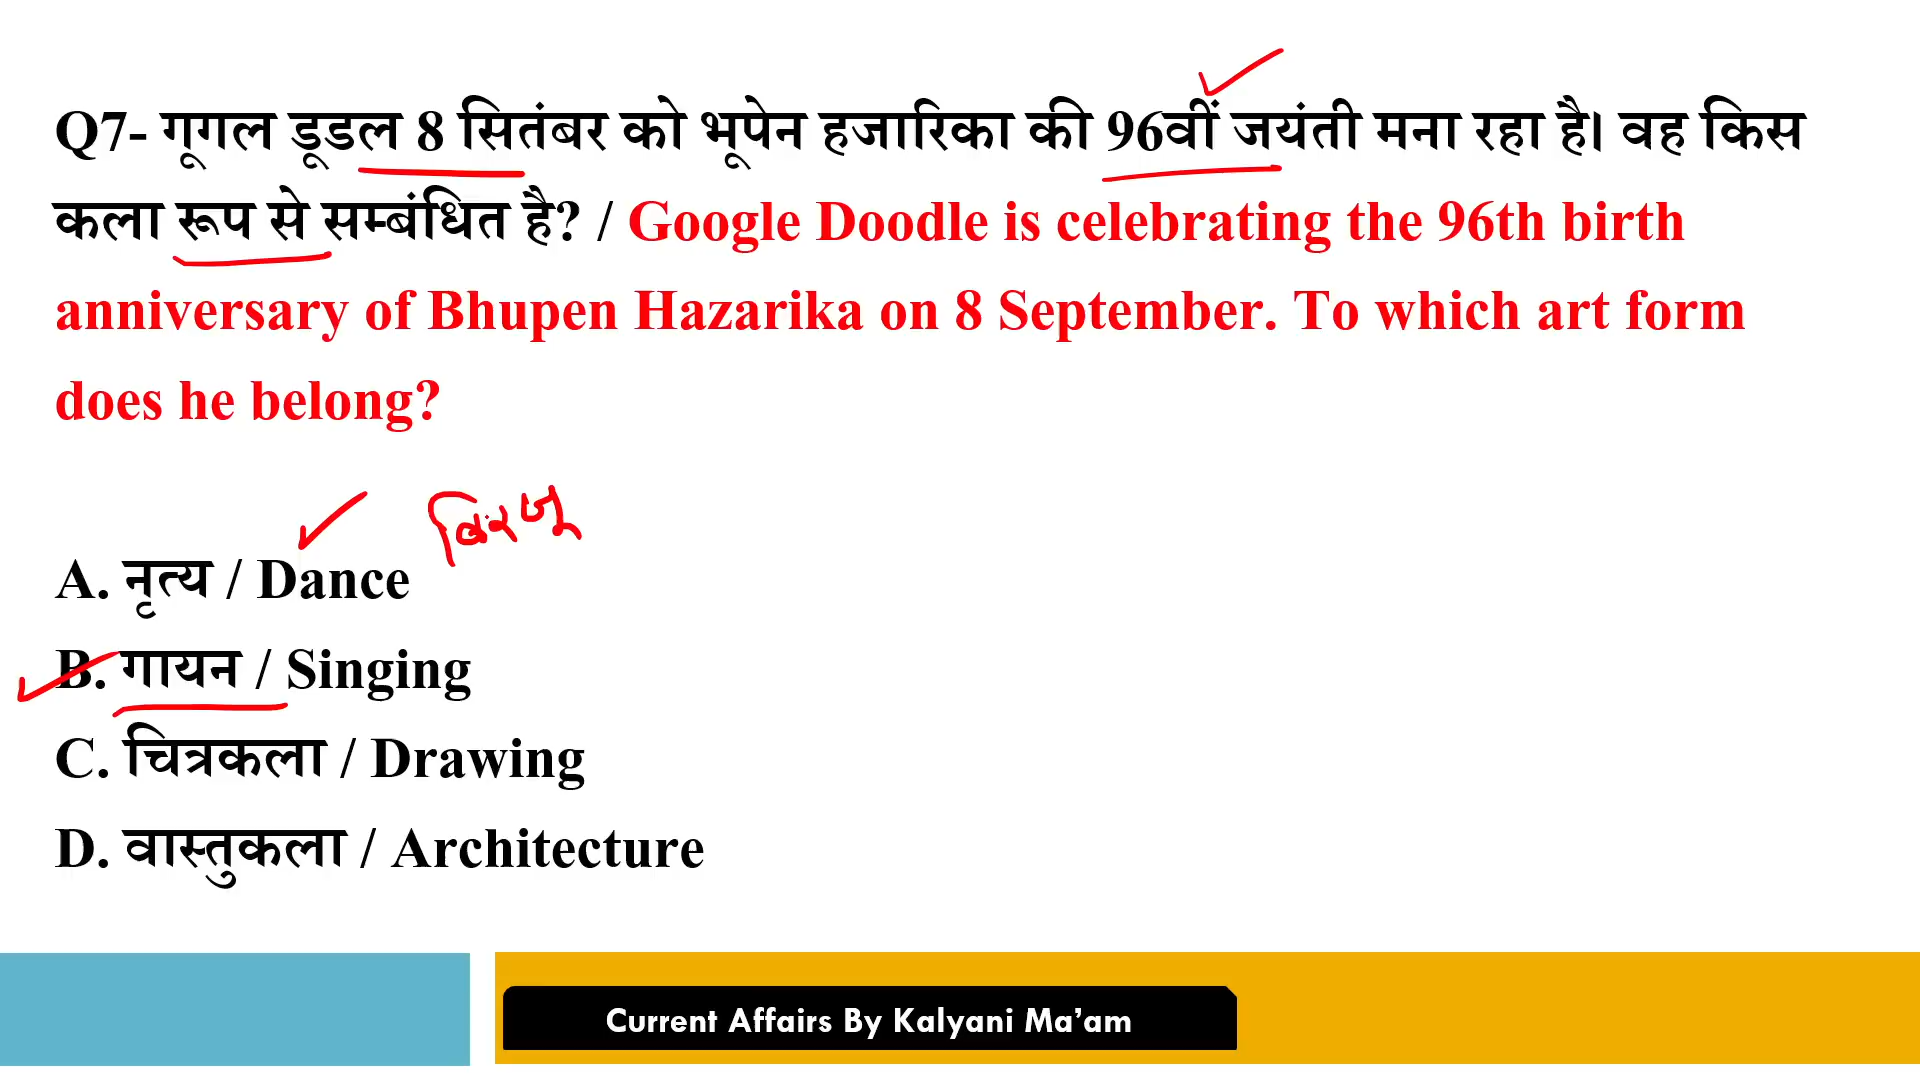 Q7- गूगल डूडल 8 सितंबर को भूपेन हजारिका की 96वीं जयंती मना रहा है। वह किस
कला रूप से सम्बंधित है? / Google Doodle is celebrating the 96th birth
anniversary of Bhupen Hazarika on 8 September. To which art form
does he belong?
बिरजू
A. नृत्य / Dance
B. गायन / Singing
C. चित्रकला / Drawing
D. वास्तुकला / Architecture
Current Affairs By Kalyani Ma’am